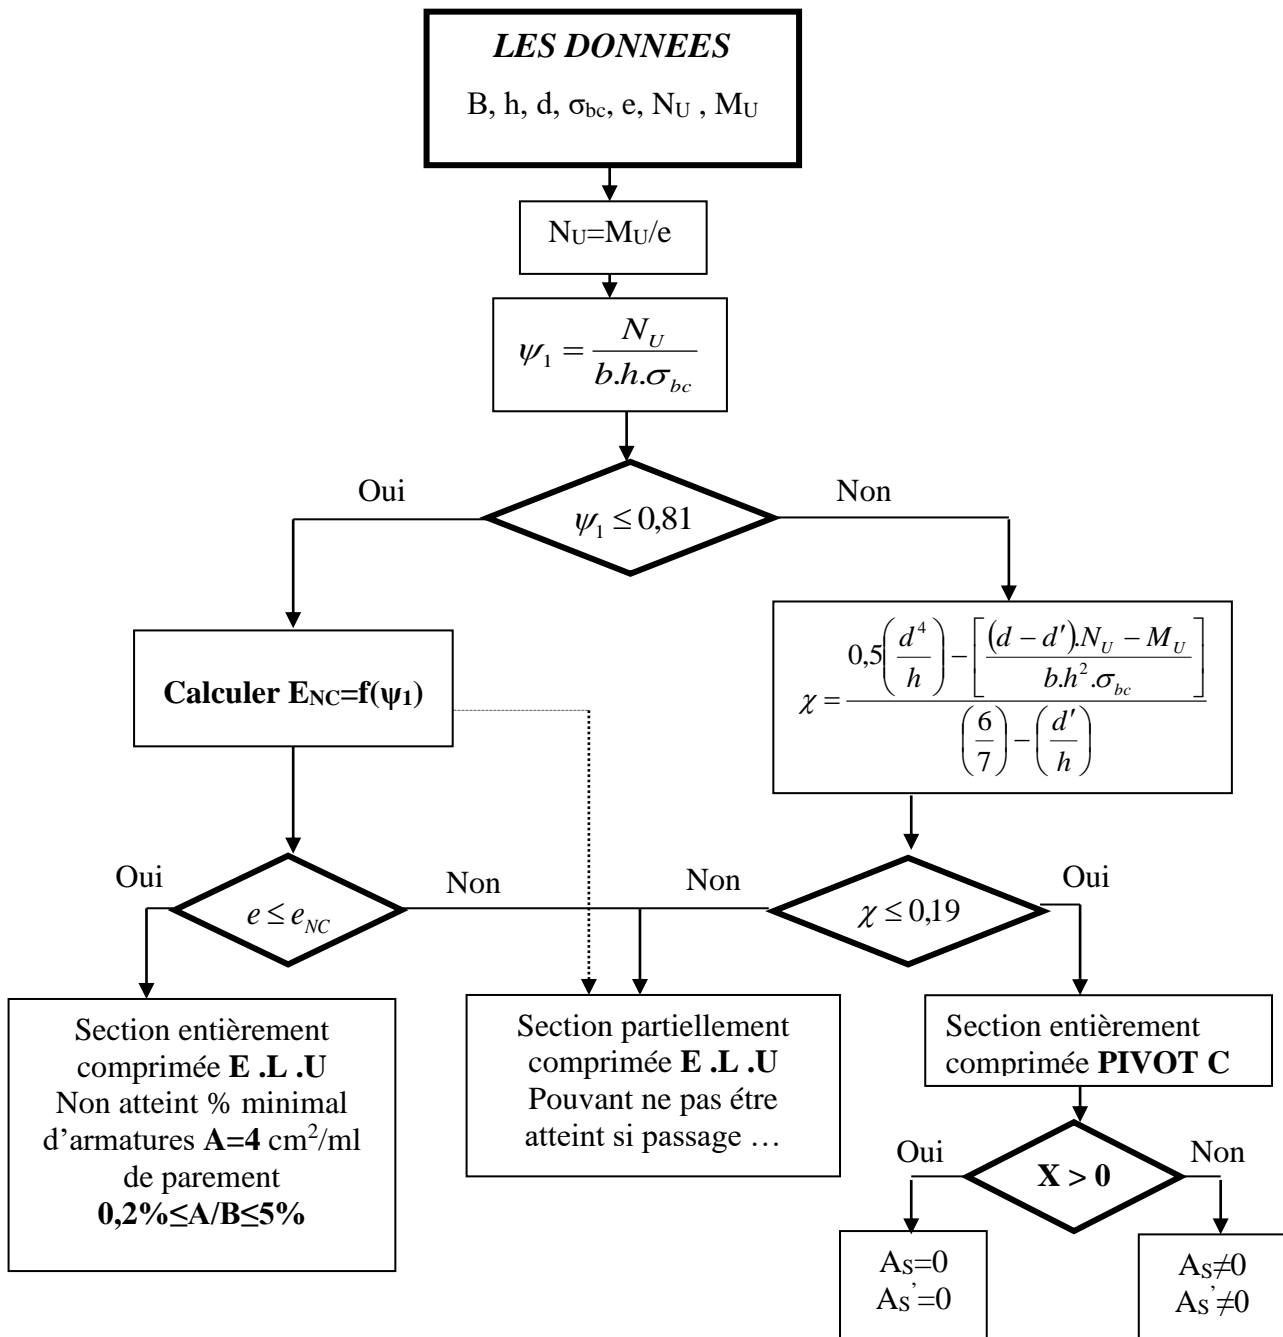 LES DONNEES
B, h, d, σbc, e, NU , MU
NU=MU/e
ψ1 = NU / b.h.σbc
Oui
Non
ψ1 ≤ 0,81
Calculer ENC=f(ψ1)
χ = (0,5(d^4/h) − [((d − d′).NU − MU) / (b.h².σbc)]) / ((6/7) − (d′/h))
Oui
Non
Non
Oui
e ≤ eNC
χ ≤ 0,19
Section entièrement
comprimée E .L .U
Non atteint % minimal
d’armatures A=4 cm²/ml
de parement
0,2%≤A/B≤5%
Section partiellement
comprimée E .L .U
Pouvant ne pas étre
atteint si passage …
Section entièrement
comprimée PIVOT C
Oui
Non
X > 0
AS=0
AS’=0
AS≠0
AS’≠0